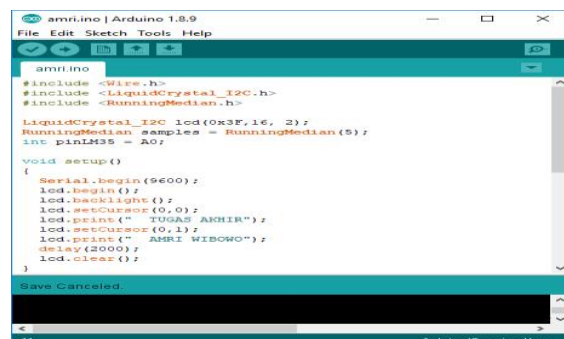 amri.ino | Arduino 1.8.9
File Edit Sketch Tools Help
amri.ino
#include <Wire.h>
#include <LiquidCrystal_I2C.h>
#include <RunningMedian.h>
LiquidCrystal_I2C lcd(0x3F,16, 2);
RunningMedian samples = RunningMedian(5);
int pinLM35 = A0;
void setup()
{
Serial.begin(9600);
lcd.begin();
lcd.backlight();
lcd.setCursor(0,0);
lcd.print("  TUGAS AKHIR");
lcd.setCursor(0,1);
lcd.print("  AMRI WIBOWO");
delay(2000);
lcd.clear();
}
Save Canceled.